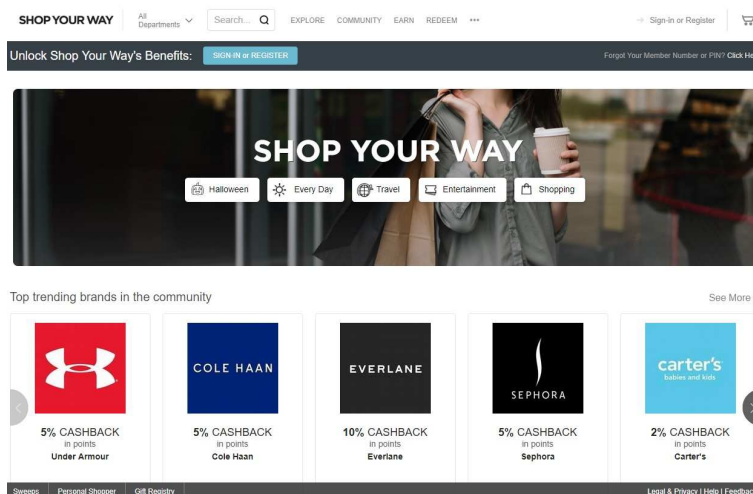 SHOP YOUR WAY
All
Departments
Search...
EXPLORE COMMUNITY EARN REDEEM
Sign-in or Register
Unlock Shop Your Way's Benefits:
SIGN-IN or REGISTER
Forgot Your Member Number or PIN? Click He
SHOP YOUR WAY
Halloween
Every Day
Travel
Entertainment
Shopping
Top trending brands in the community
See More
COLE HAAN
EVERLANE
SEPHORA
carter's
babies and kids
5% CASHBACK
in points
Under Armour
5% CASHBACK
in points
Cole Haan
10% CASHBACK
in points
Everlane
5% CASHBACK
in points
Sephora
2% CASHBACK
in points
Carter's
Sweeps
Personal Shopper
Gift Registry
Legal & Privacy | Help | Feedbac